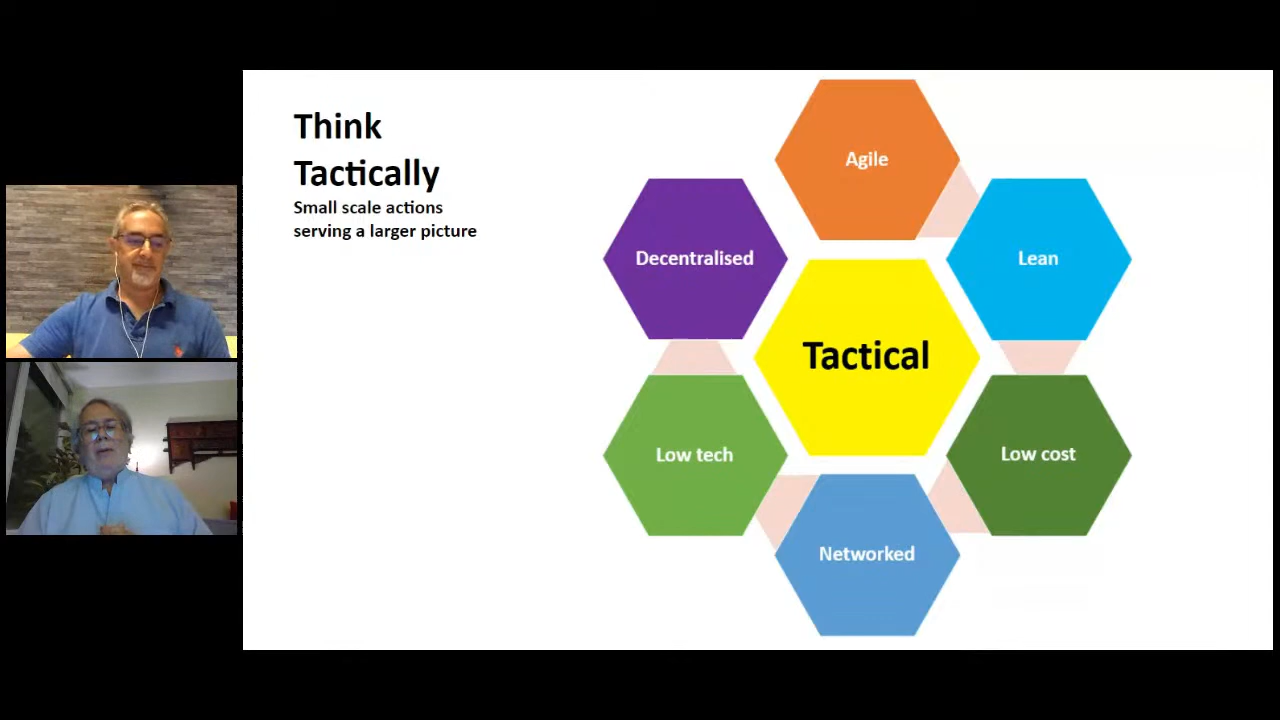 Think
Tactically
Small scale actions
serving a larger picture
Agile
Decentralised
Lean
Tactical
Low tech
Low cost
Networked